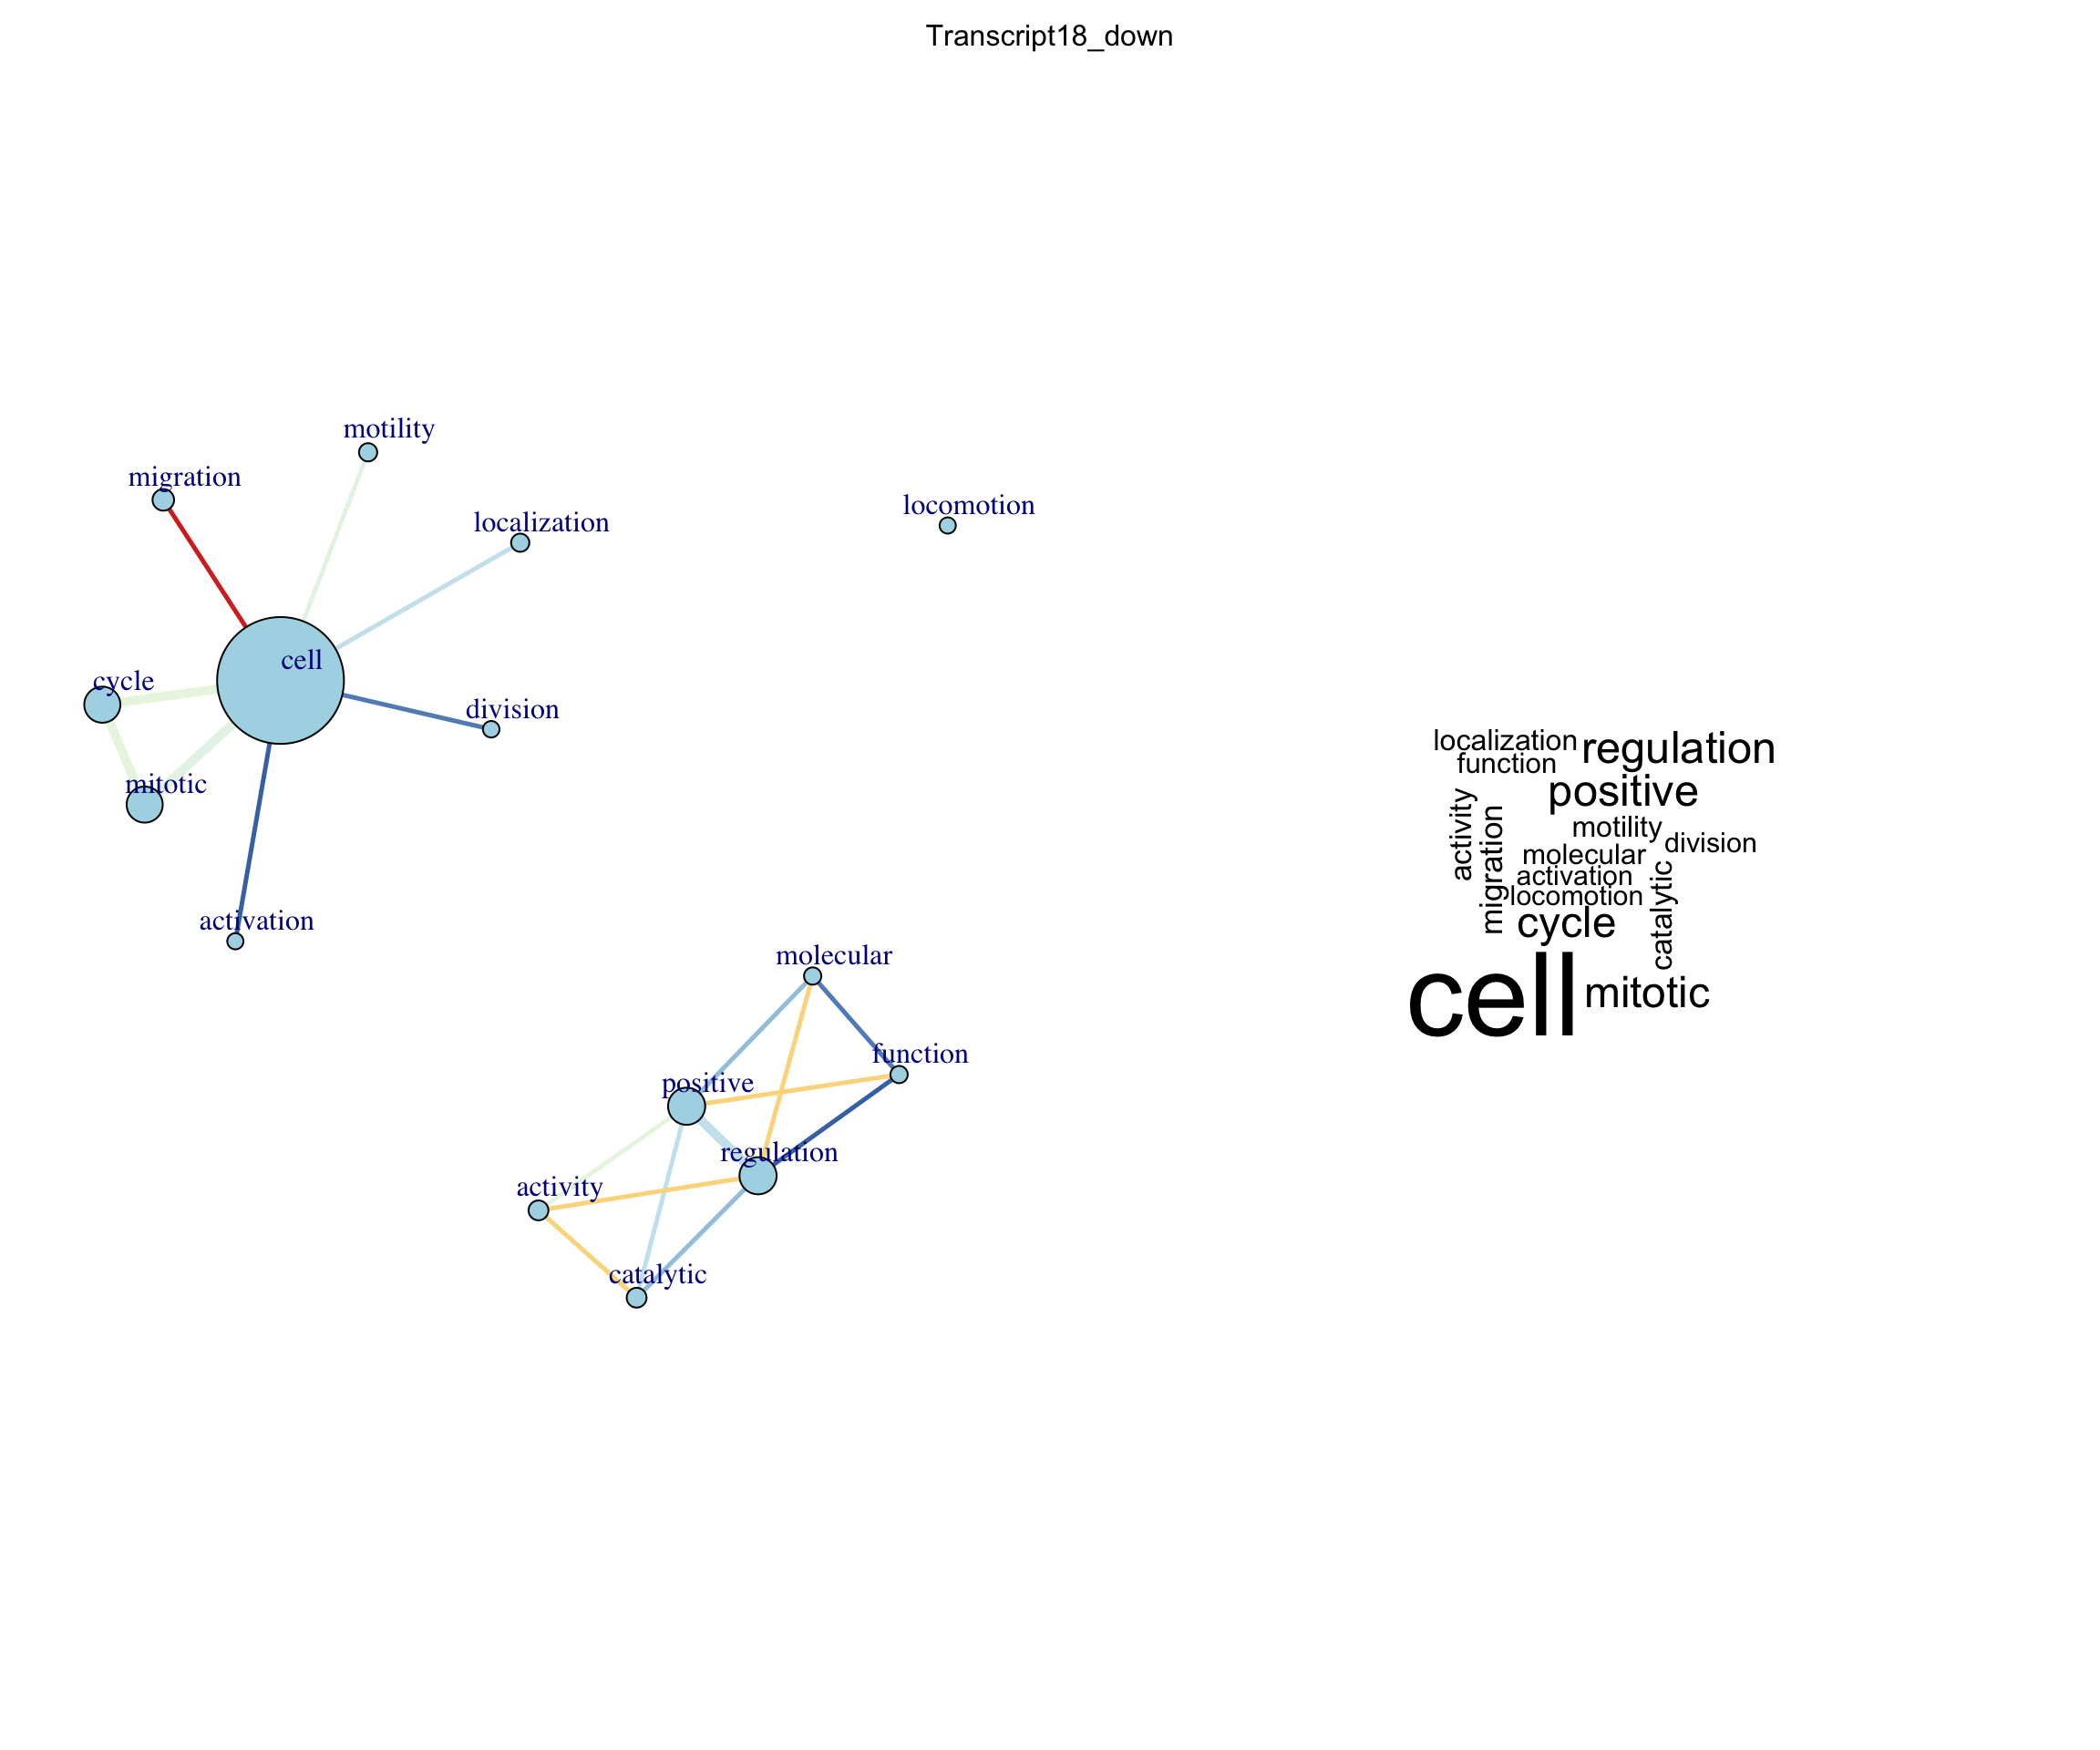 Transcript18_down
motility
migration
localization
locomotion
cell
cycle
division
mitotic
activation
molecular
function
positive
regulation
activity
catalytic
localization
regulation
function
positive
activity
migration
motility
division
molecular
activation
catalytic
locomotion
cycle
cell
mitotic